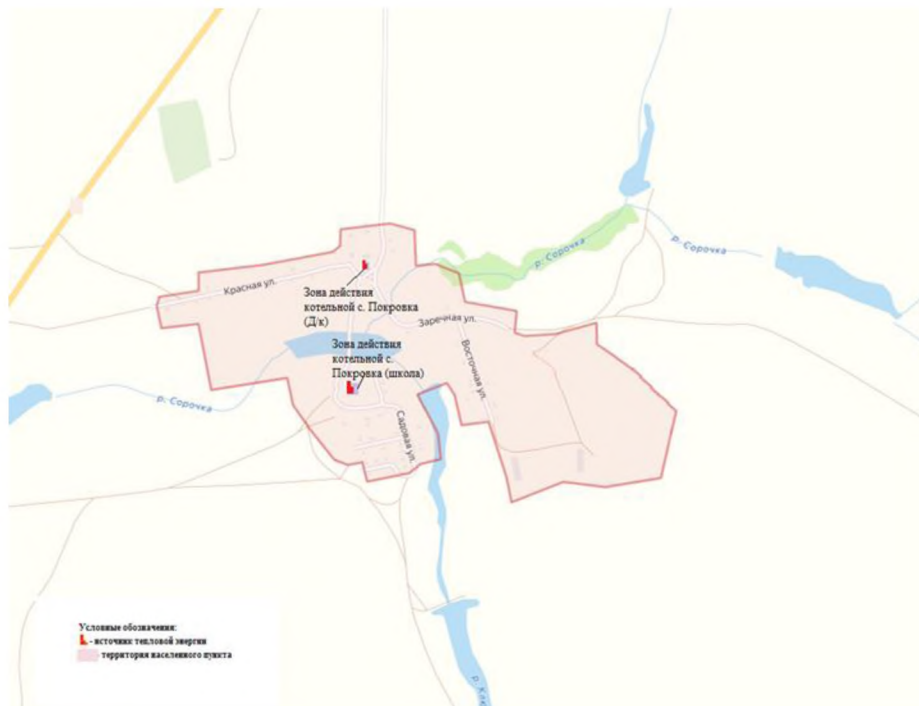 р. Сорочка
р. Сорочка
Красная ул.
Зона действия
котельной с. Покровка
(Д/к)
Заречная ул.
Зона действия
котельной с.
Покровка (школа)
Восточная ул.
р. Сорочка
Садовая ул.
Условные обозначения:
- источник тепловой энергии
- территория населенного пункта